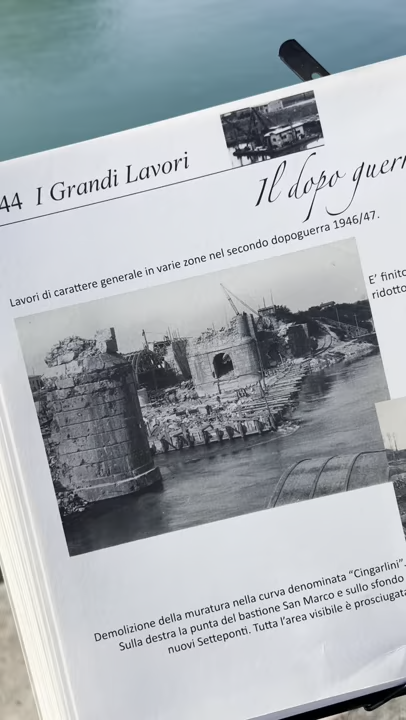 44 I Grandi Lavori
Il dopo guerr
Lavori di carattere generale in varie zone nel secondo dopoguerra 1946/47.
E' finito
ridotto
Demolizione della muratura nella curva denominata "Cingarlini".
Sulla destra la punta del bastione San Marco e sullo sfondo
nuovi Setteponti. Tutta l'area visibile è prosciugata